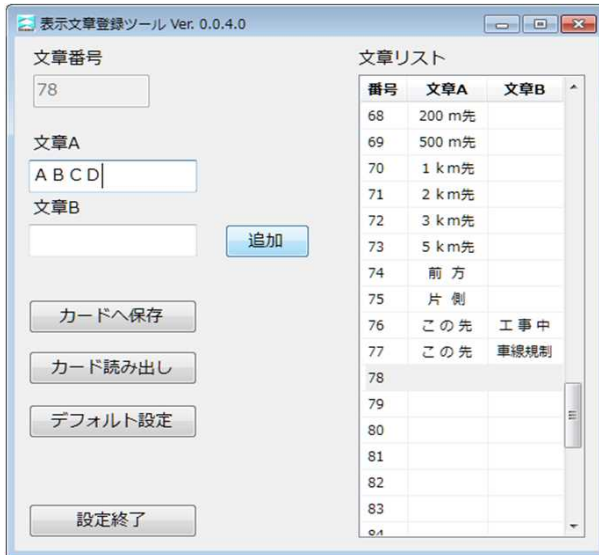 表示文章登録ツール Ver. 0.0.4.0
文章番号
78
文章A
ＡＢＣＤ
文章B
追加
カードへ保存
カード読み出し
デフォルト設定
設定終了
文章リスト
番号 文章A 文章B
68 200 m先
69 500 m先
70 1 ｋm先
71 2 ｋm先
72 3 ｋm先
73 5 ｋm先
74 前 方
75 片 側
76 こ の 先 工 事 中
77 こ の 先 車線規制
78
79
80
81
82
83
84